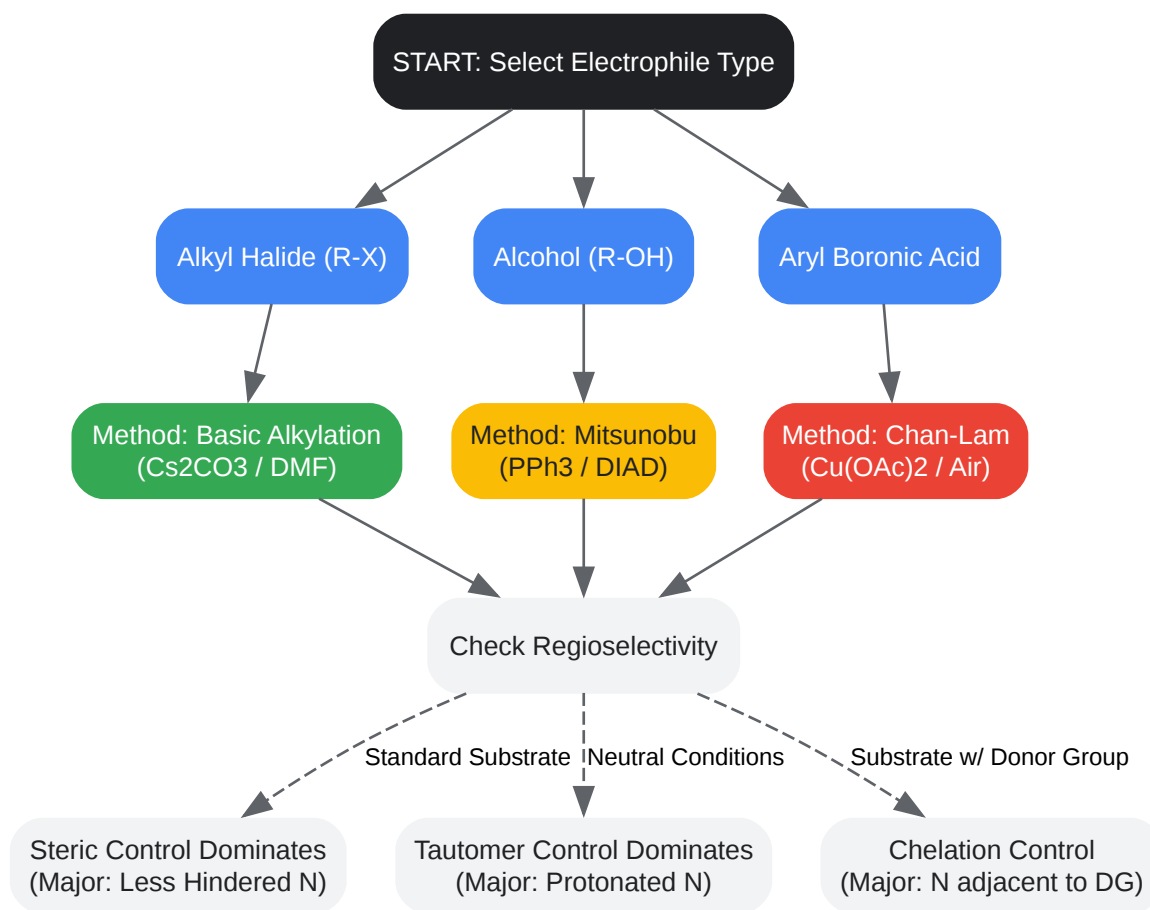 START: Select Electrophile Type
Alkyl Halide (R-X)
Alcohol (R-OH)
Aryl Boronic Acid
Method: Basic Alkylation
(Cs2CO3 / DMF)
Method: Mitsunobu
(PPh3 / DIAD)
Method: Chan-Lam
(Cu(OAc)2 / Air)
Check Regioselectivity
Standard Substrate
Neutral Conditions
Substrate w/ Donor Group
Steric Control Dominates
(Major: Less Hindered N)
Tautomer Control Dominates
(Major: Protonated N)
Chelation Control
(Major: N adjacent to DG)